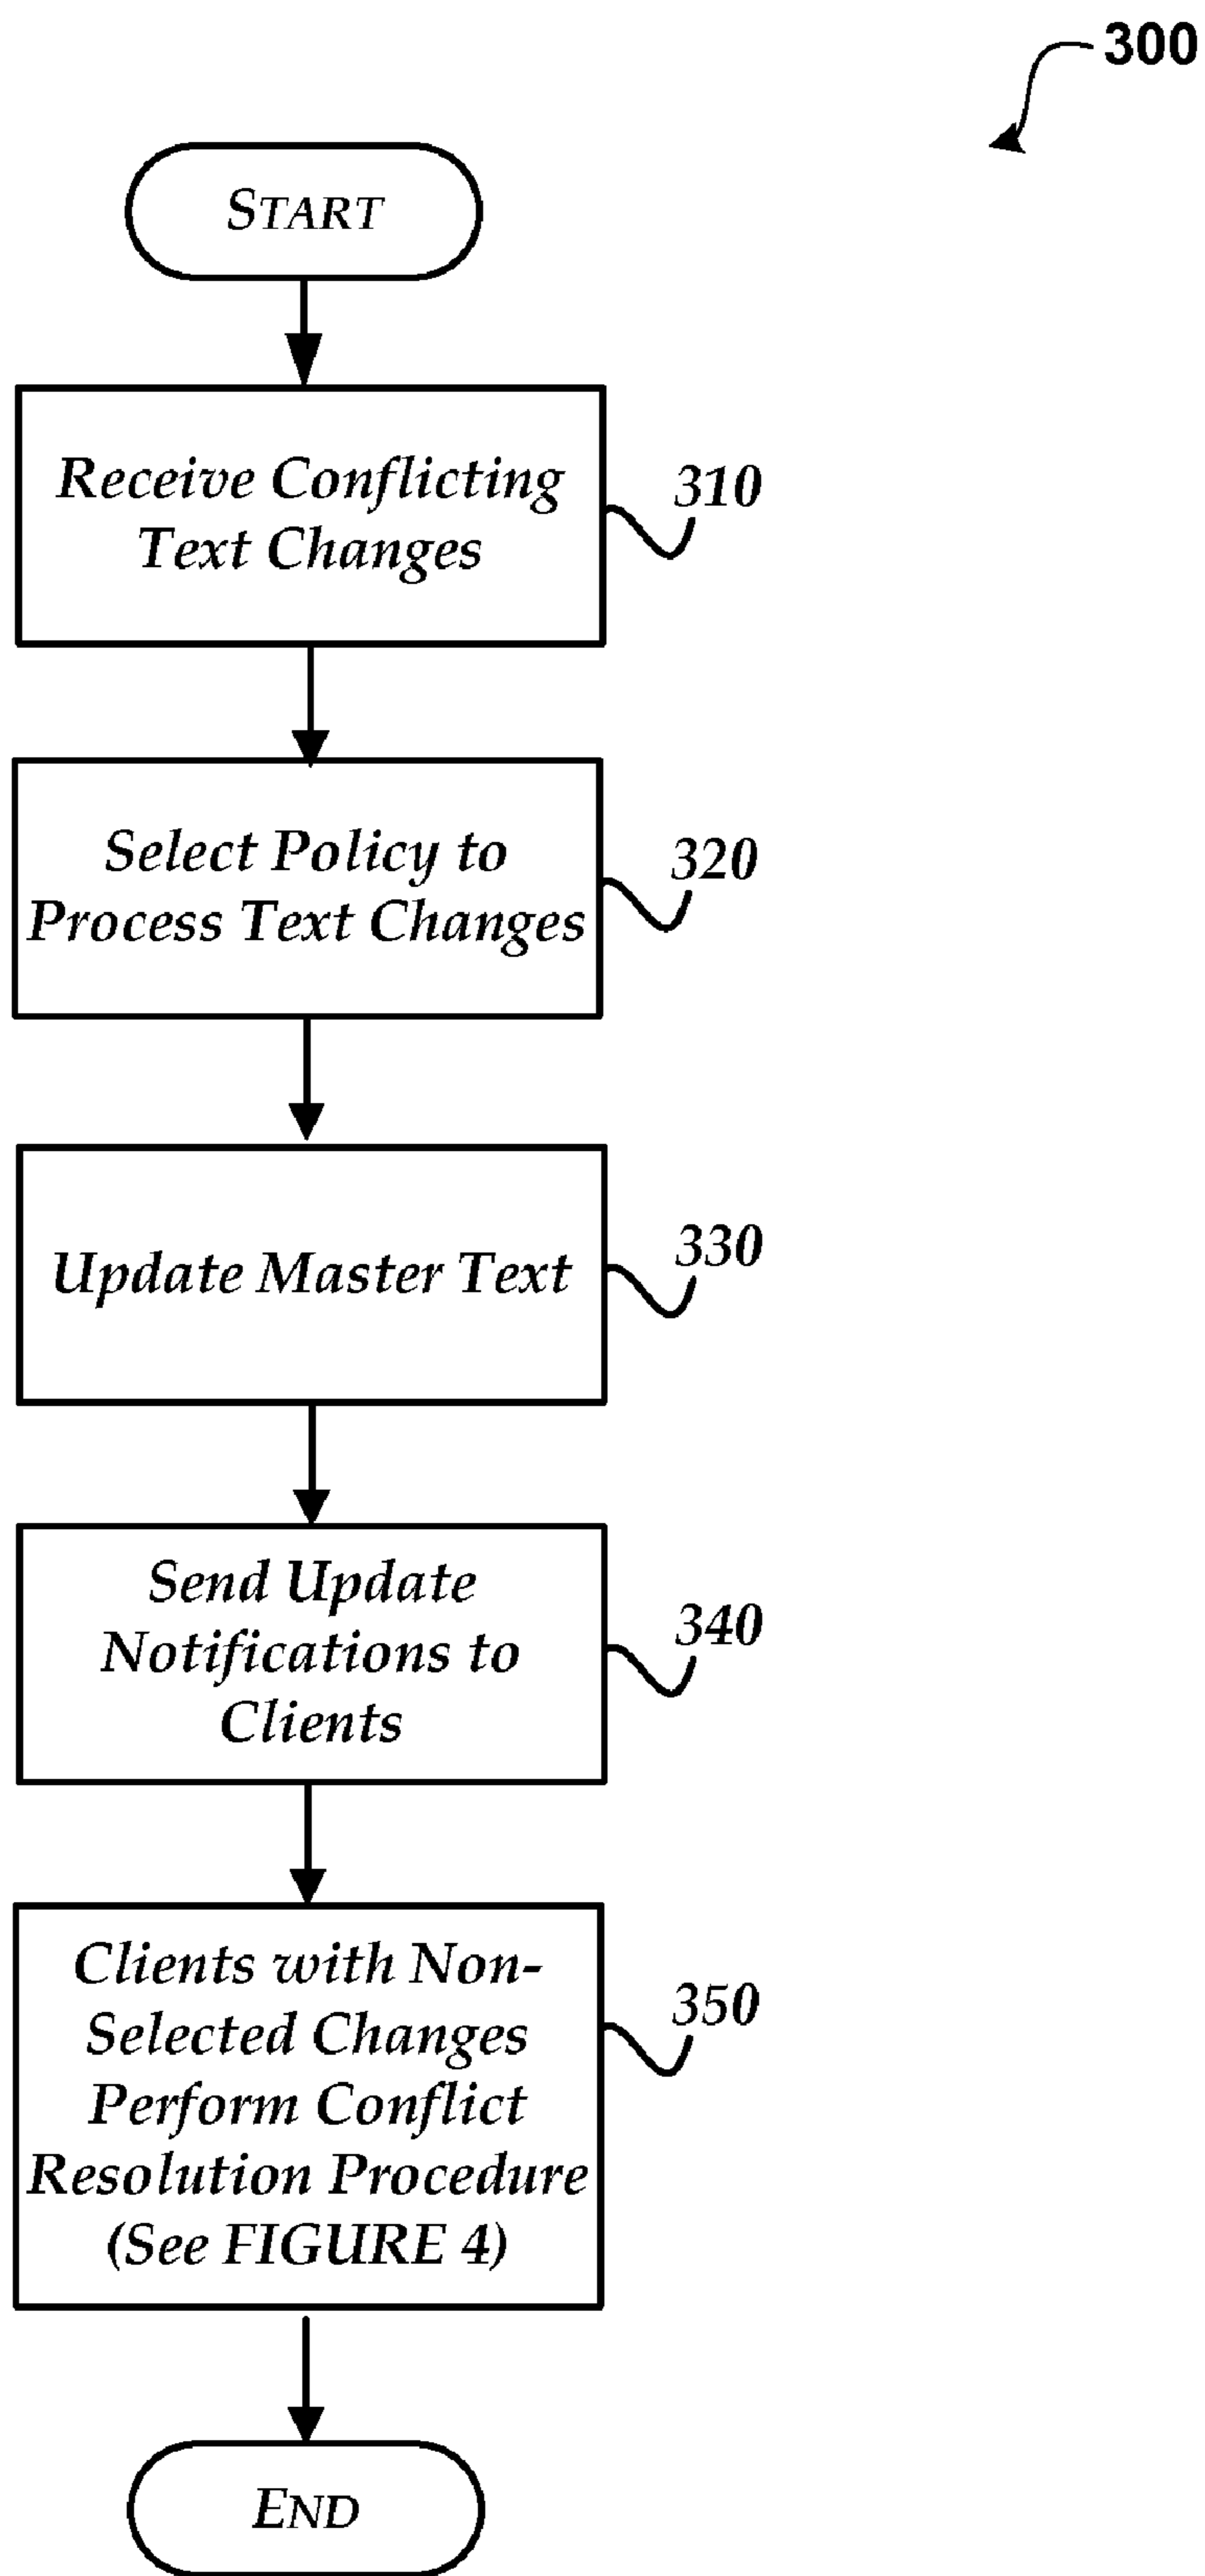 300
START
Receive Conflicting
Text Changes
310
Select Policy to
Process Text Changes
320
Update Master Text
330
Send Update
Notifications to
Clients
340
Clients with Non-
Selected Changes
Perform Conflict
Resolution Procedure
(See FIGURE 4)
350
END